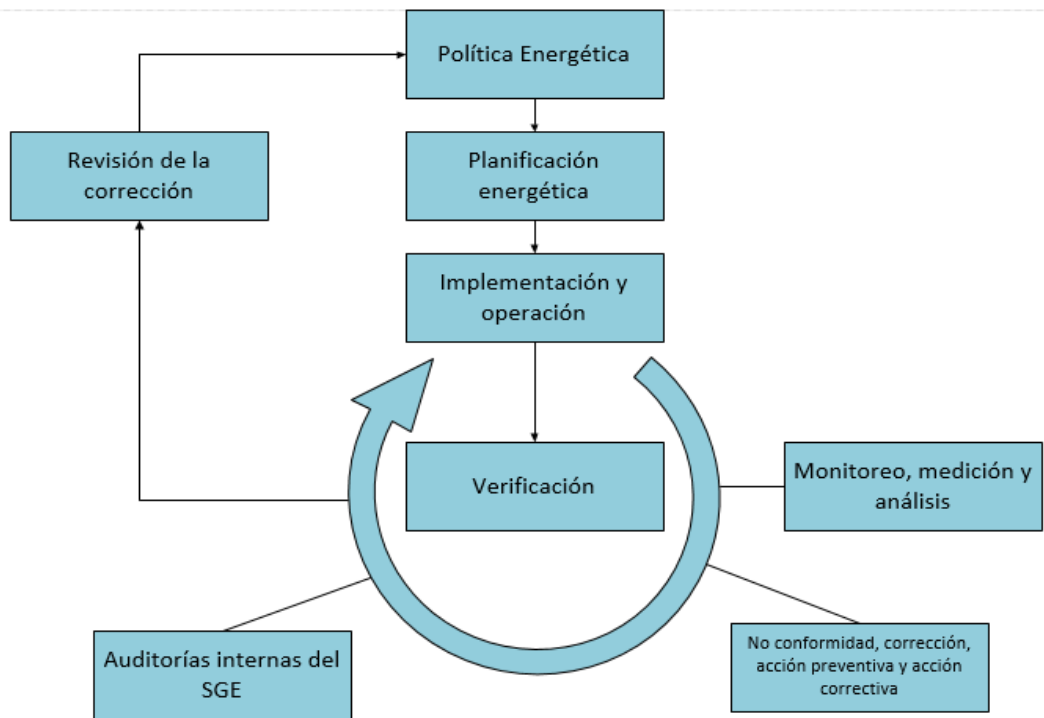 Política Energética
Revisión de la
corrección
Planificación
energética
Implementación y
operación
Verificación
Monitoreo, medición y
análisis
Auditorías internas del
SGE
No conformidad, corrección,
acción preventiva y acción
correctiva